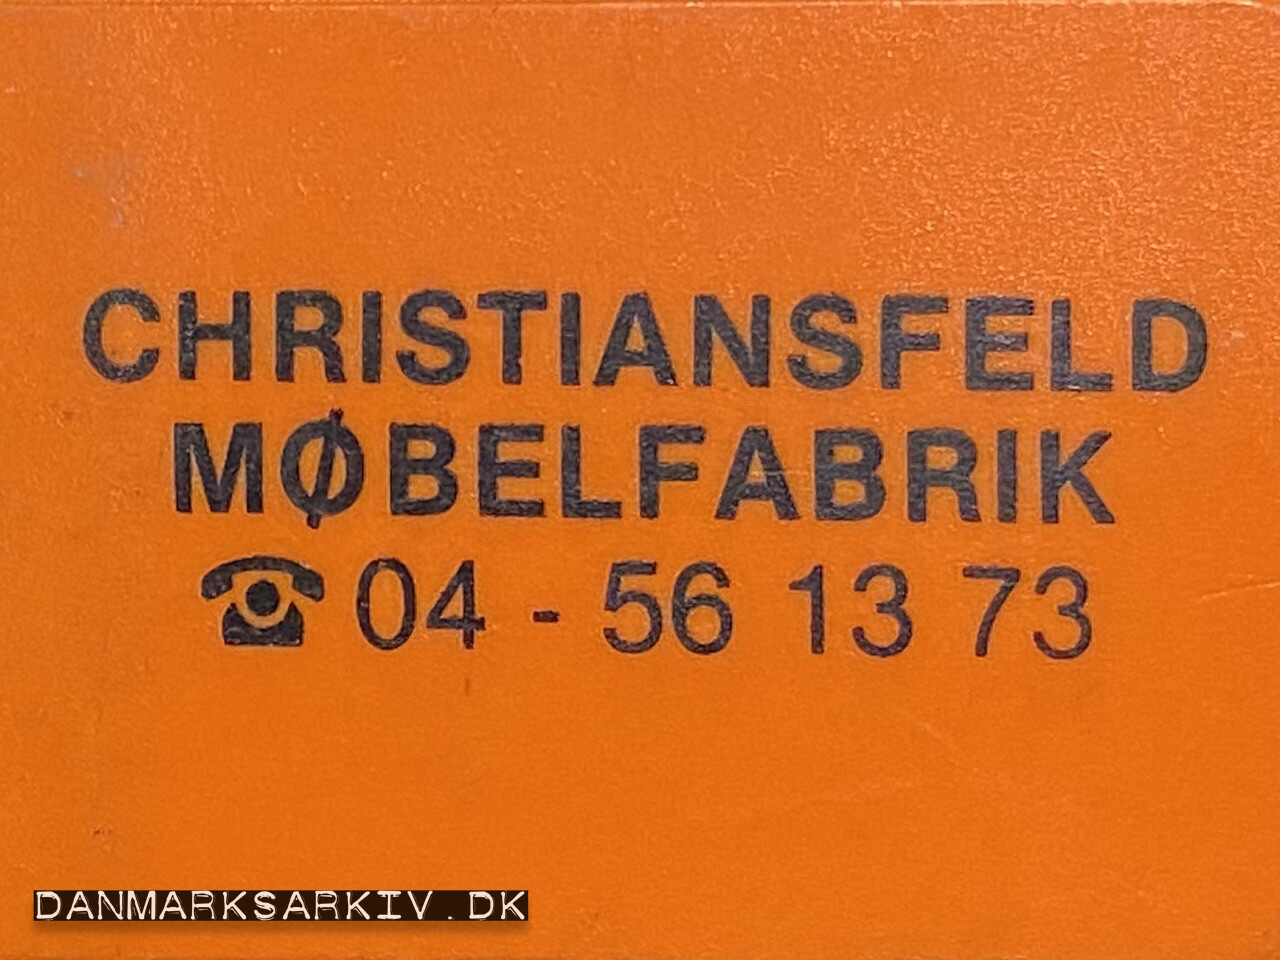 CHRISTIANSFELD
MØBELFABRIK
☎ 04 - 56 13 73
DANMARKSARKIV.DK